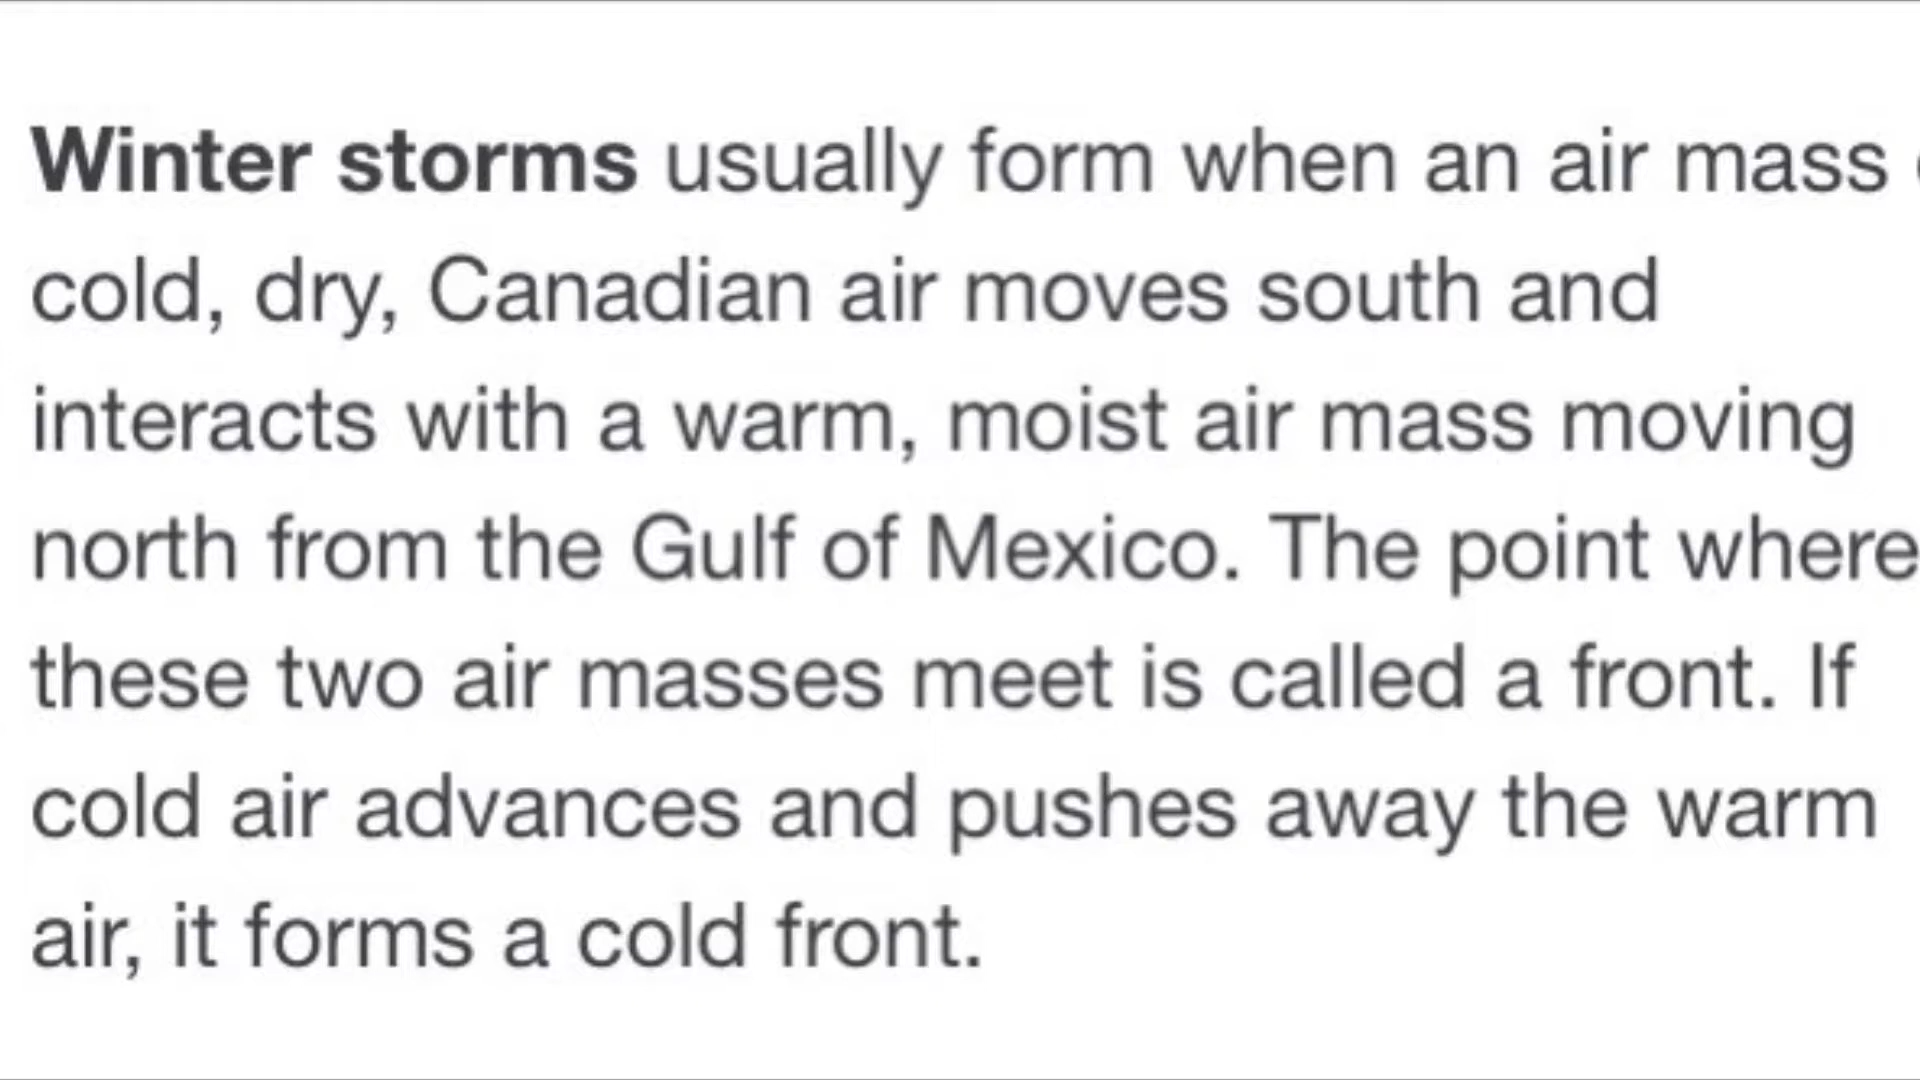 Winter storms usually form when an air mass
cold, dry, Canadian air moves south and
interacts with a warm, moist air mass moving
north from the Gulf of Mexico. The point where
these two air masses meet is called a front. If
cold air advances and pushes away the warm
air, it forms a cold front.